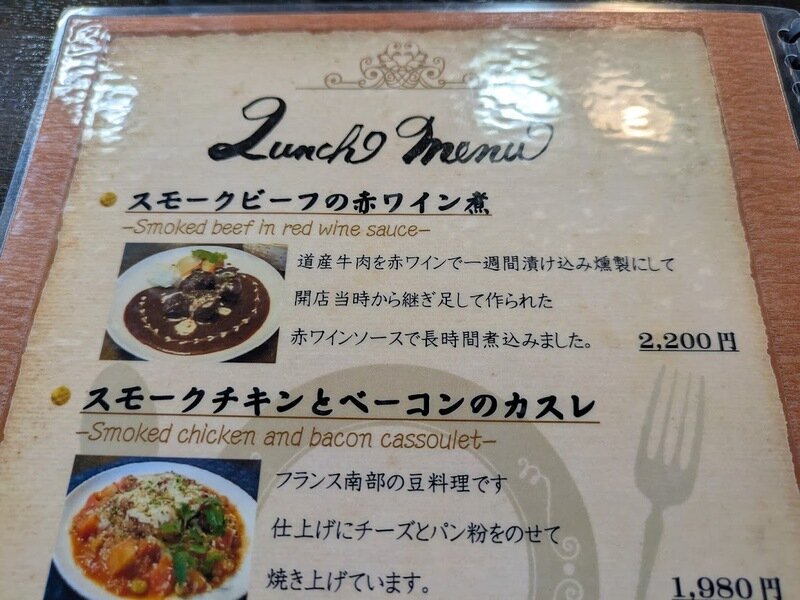 Lunch Menu
スモークビーフの赤ワイン煮
-Smoked beef in red wine sauce-
道産牛肉を赤ワインで一週間漬け込み燻製にして
開店当時から継ぎ足して作られた
赤ワインソースで長時間煮込みました。 2,200円
スモークチキンとベーコンのカスレ
-Smoked chicken and bacon cassoulet-
フランス南部の豆料理です
仕上げにチーズとパン粉をのせて
焼き上げています。 1,980円